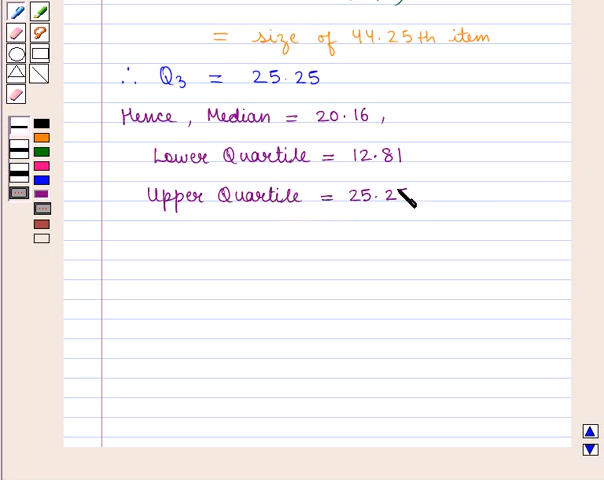 = size of 44.25th item
∴ Q₃ = 25.25
Hence, Median = 20.16,
Lower Quartile = 12.81
Upper Quartile = 25.25